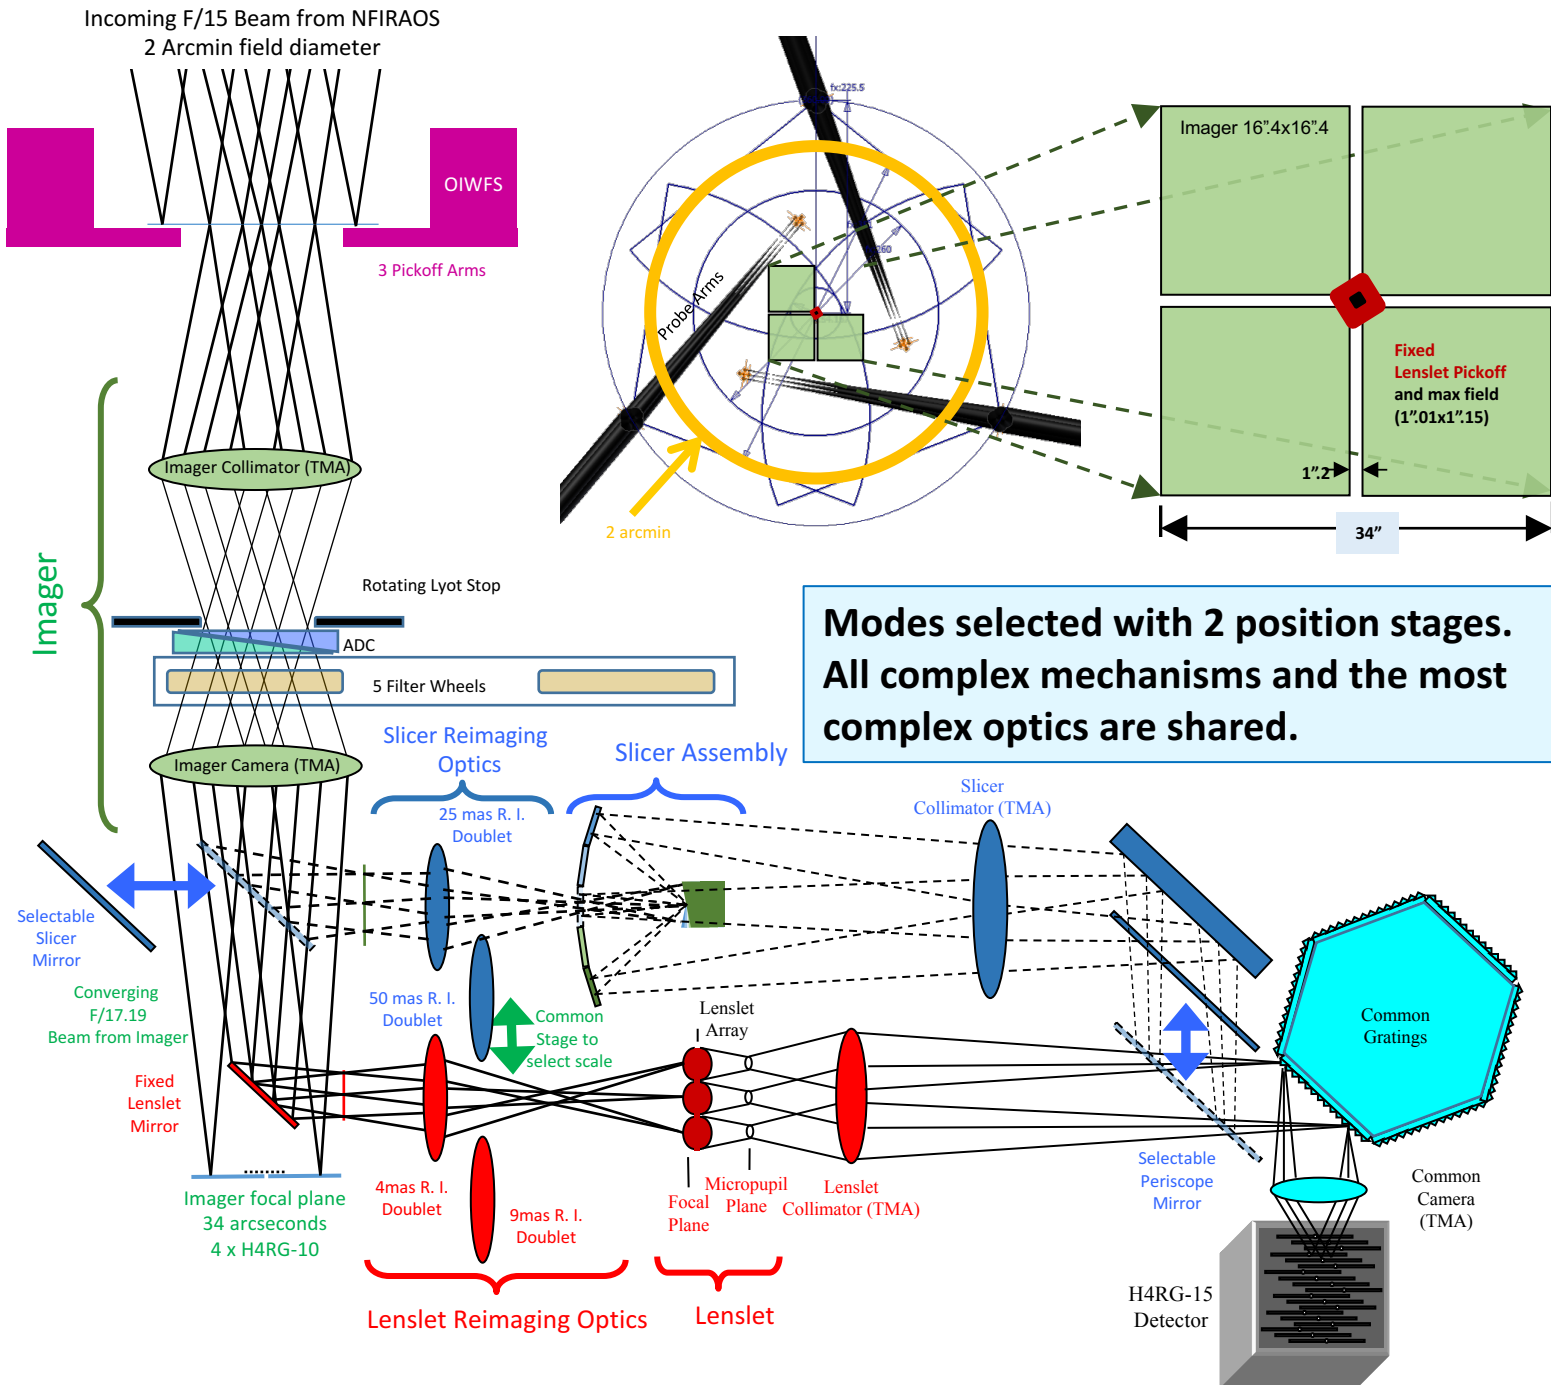 Incoming F/15 Beam from NFIRAOS
2 Arcmin field diameter
OIWFS
3 Pickoff Arms
Imager Collimator (TMA)
Imager
Rotating Lyot Stop
ADC
5 Filter Wheels
Imager Camera (TMA)
fx:225.5
260
Probe Arms
2 arcmin
Imager 16”.4x16”.4
Fixed
Lenslet Pickoff
and max field
(1”.01x1”.15)
1”.2
34”
Modes selected with 2 position stages.
All complex mechanisms and the most
complex optics are shared.
Slicer Reimaging
Optics
Slicer Assembly
25 mas R. I.
Doublet
Slicer
Collimator (TMA)
Selectable
Slicer
Mirror
Converging
F/17.19
Beam from Imager
50 mas R. I.
Doublet
Common
Stage to
select scale
Lenslet
Array
Common
Gratings
Fixed
Lenslet
Mirror
Imager focal plane
34 arcseconds
4 x H4RG-10
4mas R. I.
Doublet
9mas R. I.
Doublet
Focal
Plane
Micropupil
Plane
Lenslet
Collimator (TMA)
Selectable
Periscope
Mirror
Common
Camera
(TMA)
H4RG-15
Detector
Lenslet Reimaging Optics
Lenslet